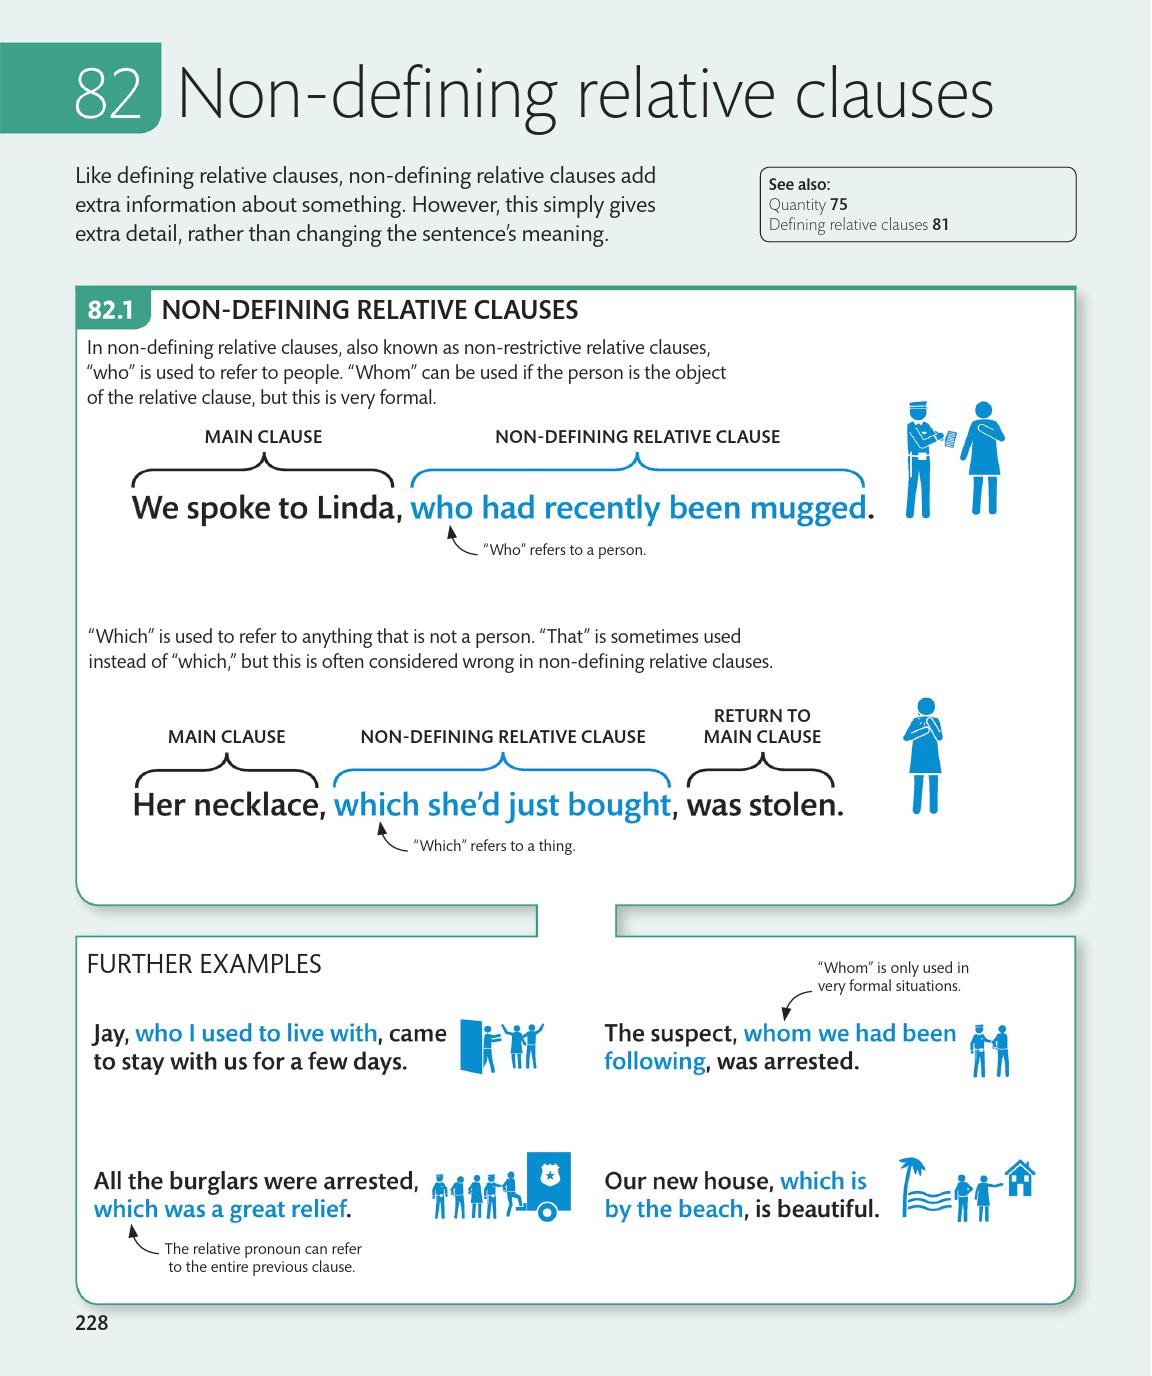 82 Non-defining relative clauses
Like defining relative clauses, non-defining relative clauses add
extra information about something. However, this simply gives
extra detail, rather than changing the sentence’s meaning.
See also:
Quantity 75
Defining relative clauses 81
82.1 NON-DEFINING RELATIVE CLAUSES
In non-defining relative clauses, also known as non-restrictive relative clauses,
“who” is used to refer to people. “Whom” can be used if the person is the object
of the relative clause, but this is very formal.
MAIN CLAUSE
NON-DEFINING RELATIVE CLAUSE
We spoke to Linda, who had recently been mugged.
“Who” refers to a person.
“Which” is used to refer to anything that is not a person. “That” is sometimes used
instead of “which,” but this is often considered wrong in non-defining relative clauses.
MAIN CLAUSE
NON-DEFINING RELATIVE CLAUSE
RETURN TO
MAIN CLAUSE
Her necklace, which she’d just bought, was stolen.
“Which” refers to a thing.
FURTHER EXAMPLES
Jay, who I used to live with, came
to stay with us for a few days.
“Whom” is only used in
very formal situations.
The suspect, whom we had been
following, was arrested.
All the burglars were arrested,
which was a great relief.
The relative pronoun can refer
to the entire previous clause.
Our new house, which is
by the beach, is beautiful.
228